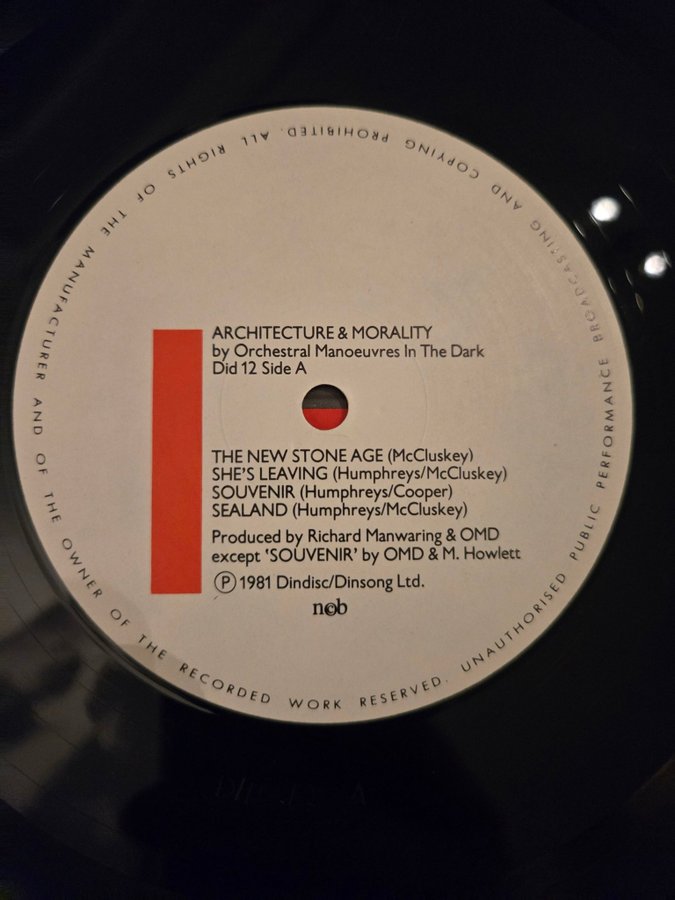 ARCHITECTURE & MORALITY
by Orchestral Manoeuvres In The Dark
Did 12 Side A
THE NEW STONE AGE (McCluskey)
SHE'S LEAVING (Humphreys/McCluskey)
SOUVENIR (Humphreys/Cooper)
SEALAND (Humphreys/McCluskey)
Produced by Richard Manwaring & OMD
except 'SOUVENIR' by OMD & M. Howlett
Ⓟ 1981 Dindisc/Dinsong Ltd.
ncb
ALL RIGHTS OF THE MANUFACTURER AND OF THE OWNER OF THE RECORDED WORK RESERVED. UNAUTHORISED PUBLIC PERFORMANCE BROADCASTING AND COPYING PROHIBITED.